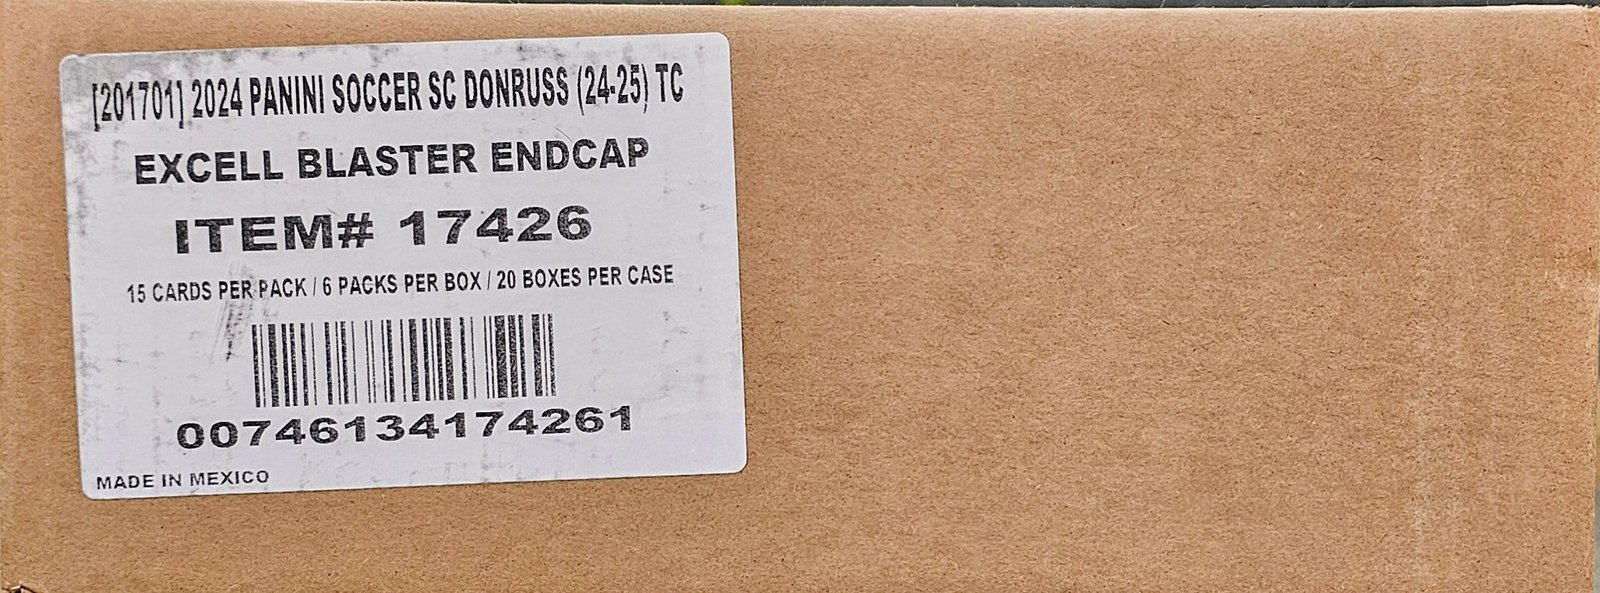 [201701] 2024 PANINI SOCCER SC DONRUSS (24-25) TC
EXCELL BLASTER ENDCAP
ITEM# 17426
15 CARDS PER PACK / 6 PACKS PER BOX / 20 BOXES PER CASE
00746134174261
MADE IN MEXICO